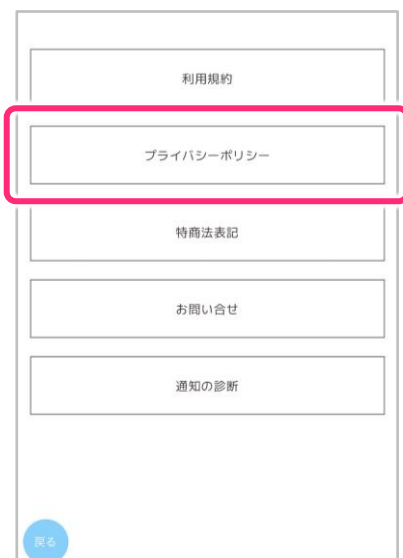 利用規約
プライバシーポリシー
特商法表記
お問い合せ
通知の診断
戻る